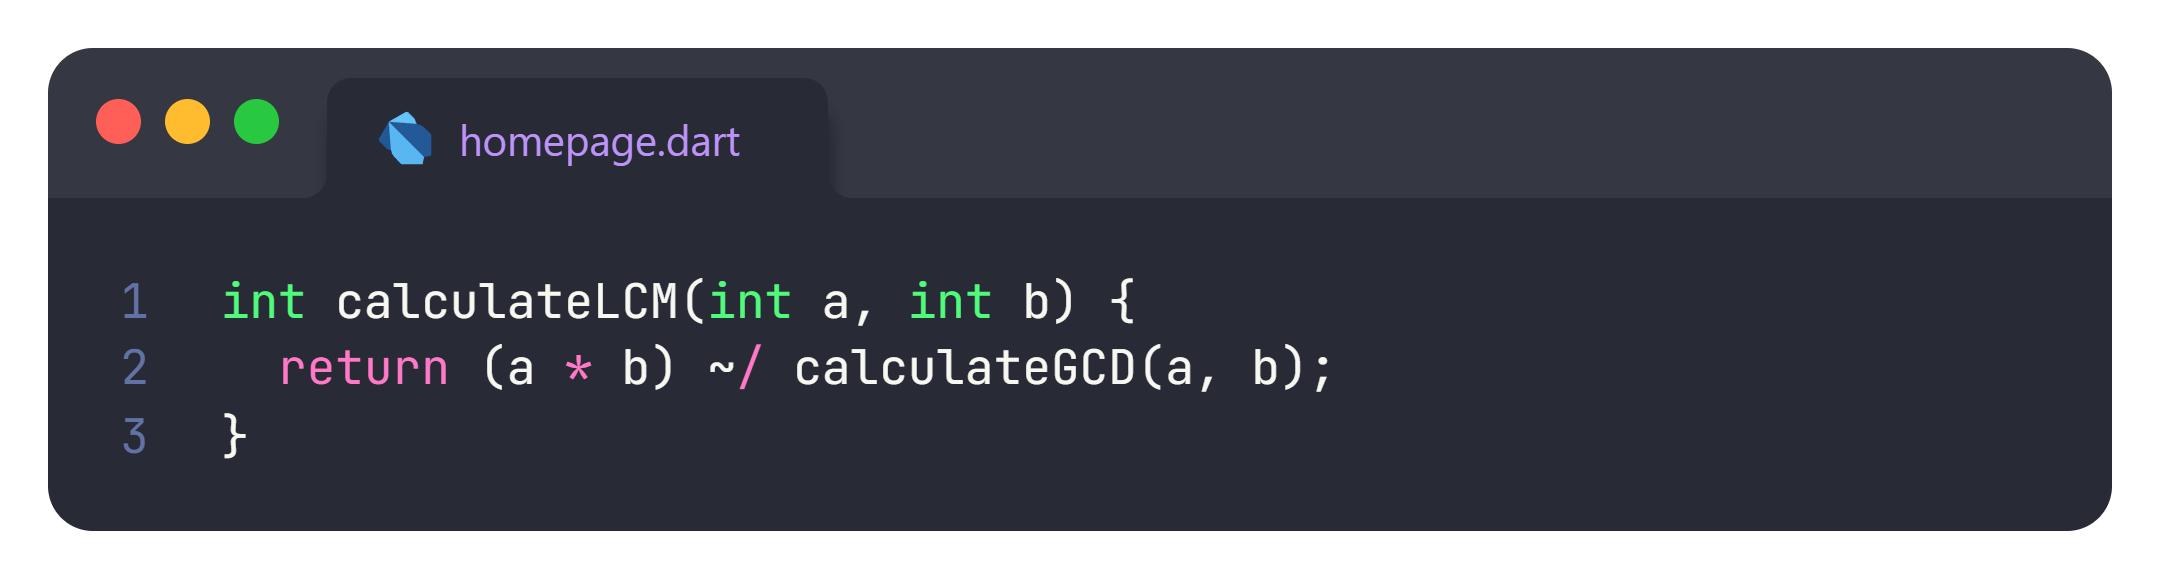 homepage.dart
1 int calculateLCM(int a, int b) {
2   return (a * b) ~/ calculateGCD(a, b);
3 }